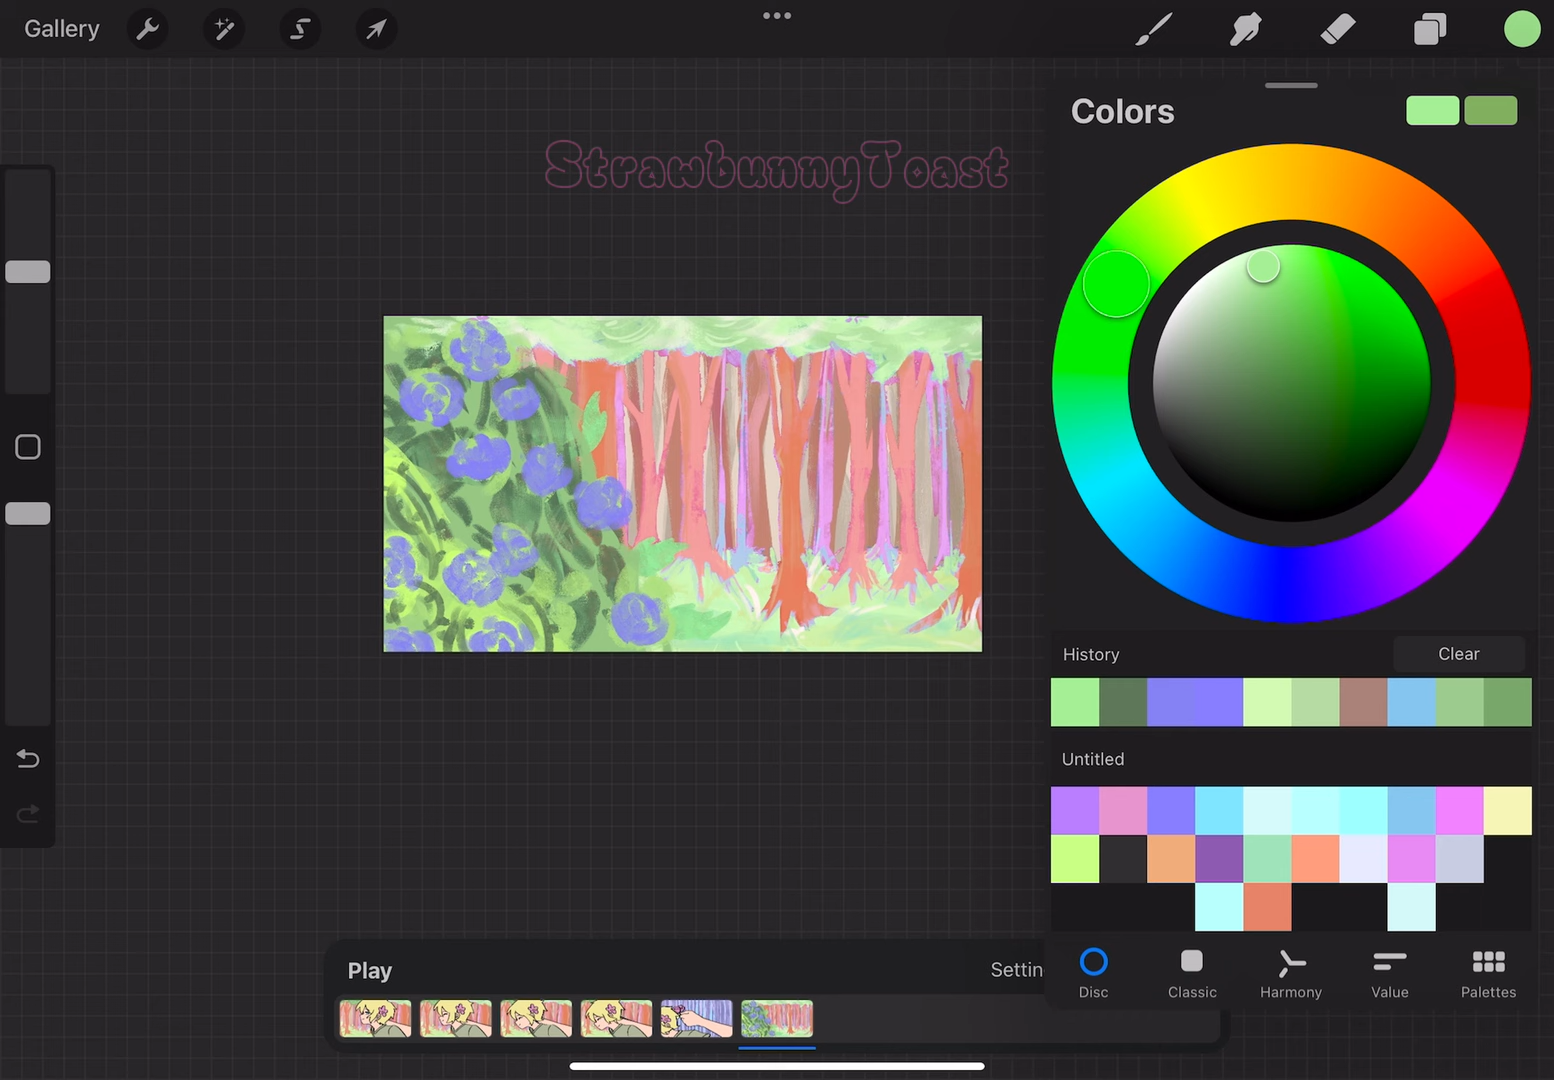 Gallery
Colors
StrawbunnyToast
History
Clear
Untitled
Play
Settin
Disc
Classic
Harmony
Value
Palettes